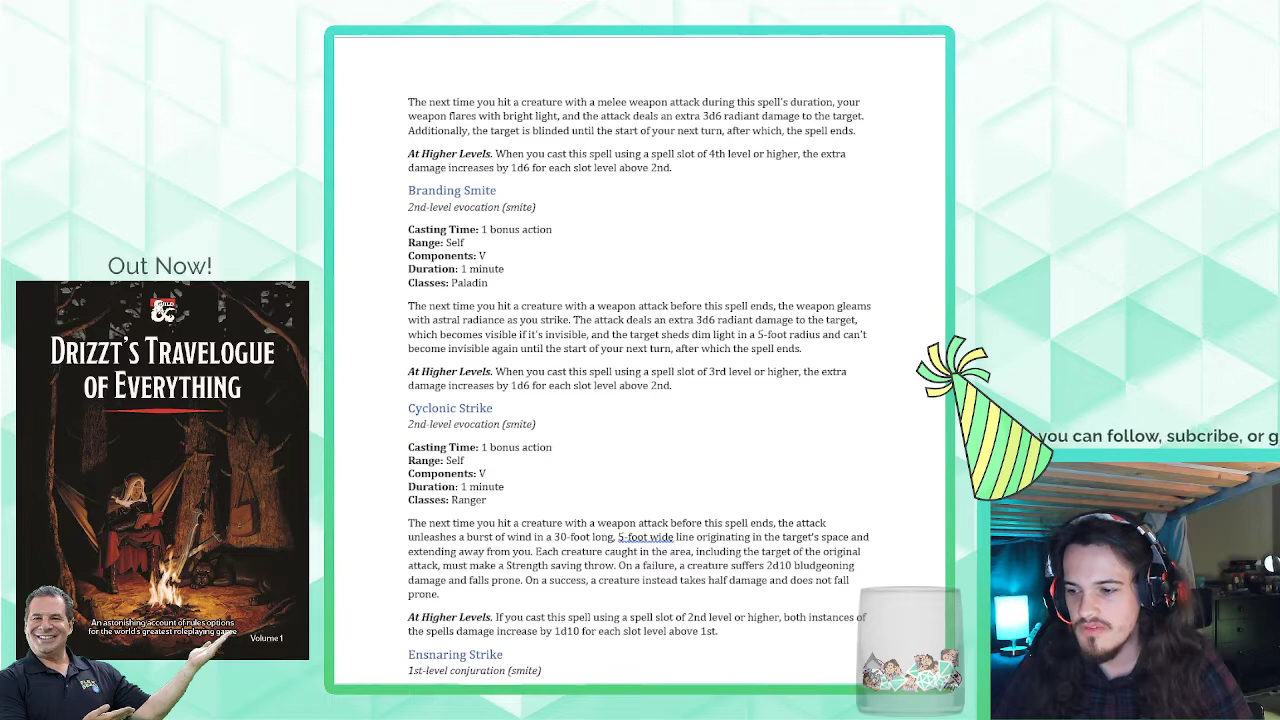 The next time you hit a creature with a melee weapon attack during this spell's duration, your
weapon flares with bright light, and the attack deals an extra 3d6 radiant damage to the target.
Additionally, the target is blinded until the start of your next turn, after which, the spell ends.
At Higher Levels. When you cast this spell using a spell slot of 4th level or higher, the extra
damage increases by 1d6 for each slot level above 2nd.
Branding Smite
2nd-level evocation (smite)
Casting Time: 1 bonus action
Range: Self
Components: V
Duration: 1 minute
Classes: Paladin
The next time you hit a creature with a weapon attack before this spell ends, the weapon gleams
with astral radiance as you strike. The attack deals an extra 3d6 radiant damage to the target,
which becomes visible if it's invisible, and the target sheds dim light in a 5-foot radius and can't
become invisible again until the start of your next turn, after which the spell ends.
At Higher Levels. When you cast this spell using a spell slot of 3rd level or higher, the extra
damage increases by 1d6 for each slot level above 2nd.
Cyclonic Strike
2nd-level evocation (smite)
Casting Time: 1 bonus action
Range: Self
Components: V
Duration: 1 minute
Classes: Ranger
The next time you hit a creature with a weapon attack before this spell ends, the attack
unleashes a burst of wind in a 30-foot long, 5-foot wide line originating in the target's space and
extending away from you. Each creature caught in the area, including the target of the original
attack, must make a Strength saving throw. On a failure, a creature suffers 2d10 bludgeoning
damage and falls prone. On a success, a creature instead takes half damage and does not fall
prone.
At Higher Levels. If you cast this spell using a spell slot of 2nd level or higher, both instances of
the spells damage increase by 1d10 for each slot level above 1st.
Ensnaring Strike
1st-level conjuration (smite)
Out Now!
DRIZZT'S TRAVELOGUE
OF EVERYTHING
An astonishing account of rules options
for the world's greatest roleplaying game
Volume 1
you can follow, subcribe, or g